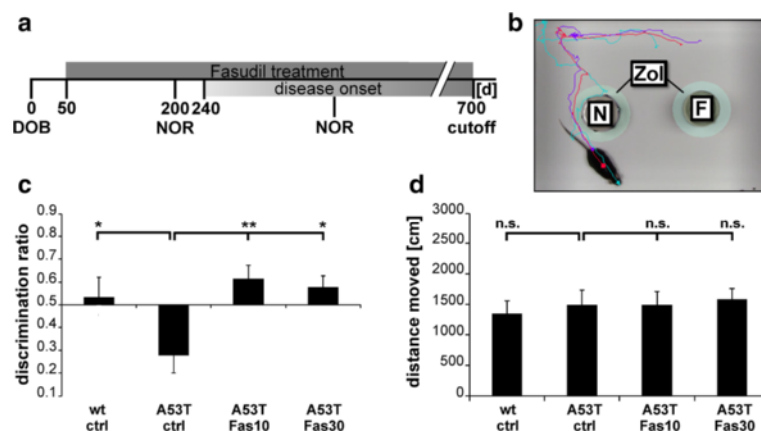 a
Fasudil treatment
disease onset
[d]
0 50 200 240 700
DOB NOR NOR cutoff
b
ZoI
N F
c
discrimination ratio
0.9
0.8
0.7
0.6
0.5
0.4
0.3
0.2
0.1
* ** *
wt ctrl
A53T ctrl
A53T Fas10
A53T Fas30
d
distance moved [cm]
3000
2500
2000
1500
1000
500
0
n.s. n.s. n.s.
wt ctrl
A53T ctrl
A53T Fas10
A53T Fas30